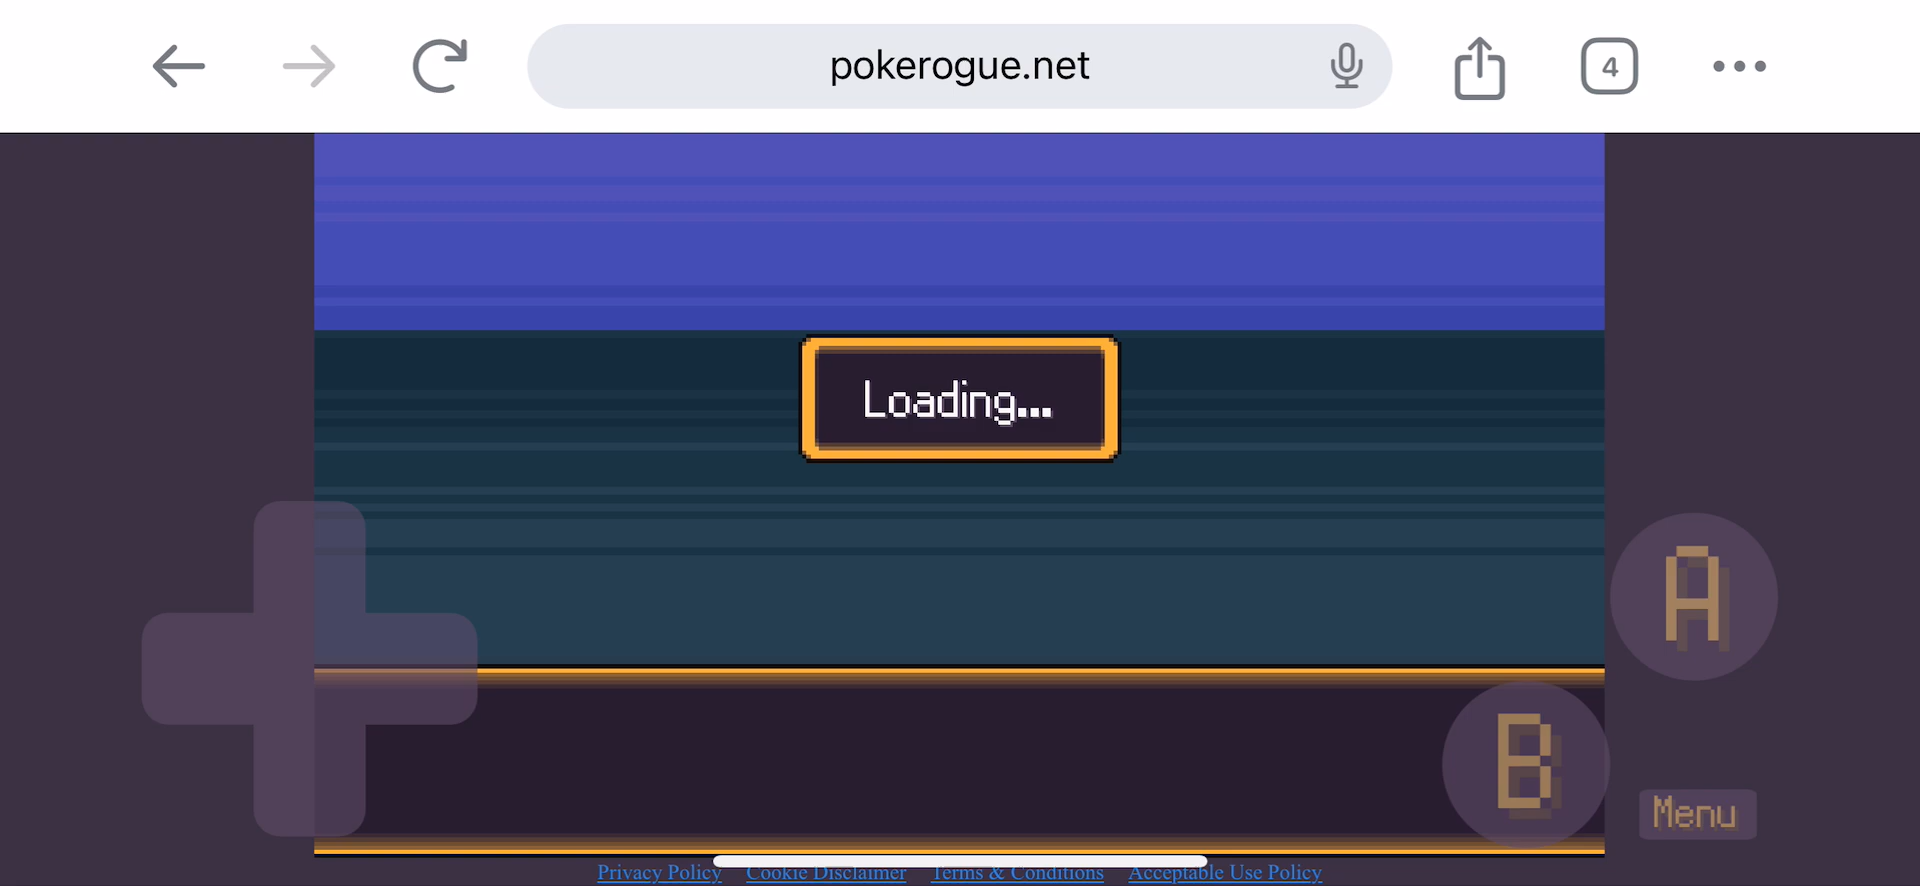 pokerogue.net
4
Loading...
A
B
Menu
Privacy Policy Cookie Disclaimer Terms & Conditions Acceptable Use Policy